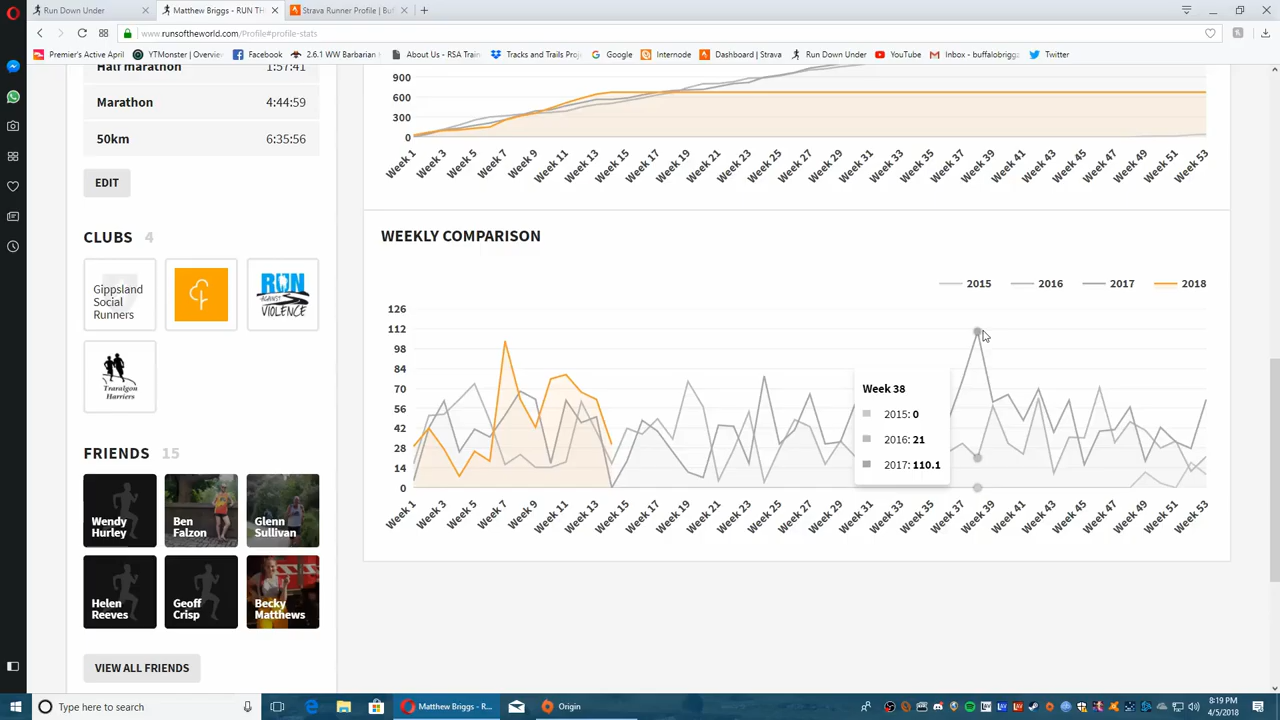 Run Down Under
Matthew Briggs - RUN TH
Strava Runner Profile | Buf
www.runsoftheworld.com/Profile#profile-stats
Premier's Active April
YTMonster | Overview
Facebook
2.6.1 WW Barbarian
About Us - RSA Train
Tracks and Trails Proj
Google
Internode
Dashboard | Strava
Run Down Under
YouTube
Inbox - buffalobrigg
Twitter
Half marathon 1:57:41
Marathon 4:44:59
50km 6:35:56
EDIT
CLUBS 4
Gippsland
Social
Runners
RUN
AGAINST
VIOLENCE
Traralgon
Harriers
FRIENDS 15
Wendy
Hurley
Ben
Falzon
Glenn
Sullivan
Helen
Reeves
Geoff
Crisp
Becky
Matthews
VIEW ALL FRIENDS
900
600
300
0
Week 1 Week 3 Week 5 Week 7 Week 9 Week 11 Week 13 Week 15 Week 17 Week 19 Week 21 Week 23 Week 25 Week 27 Week 29 Week 31 Week 33 Week 35 Week 37 Week 39 Week 41 Week 43 Week 45 Week 47 Week 49 Week 51 Week 53
WEEKLY COMPARISON
2015 2016 2017 2018
126
112
98
84
70
56
42
28
14
0
Week 38
2015: 0
2016: 21
2017: 110.1
Week 1 Week 3 Week 5 Week 7 Week 9 Week 11 Week 13 Week 15 Week 17 Week 19 Week 21 Week 23 Week 25 Week 27 Week 29 Week 31 Week 33 Week 35 Week 37 Week 39 Week 41 Week 43 Week 45 Week 47 Week 49 Week 51 Week 53
Type here to search
Matthew Briggs - R...
Origin
8:19 PM
4/5/2018